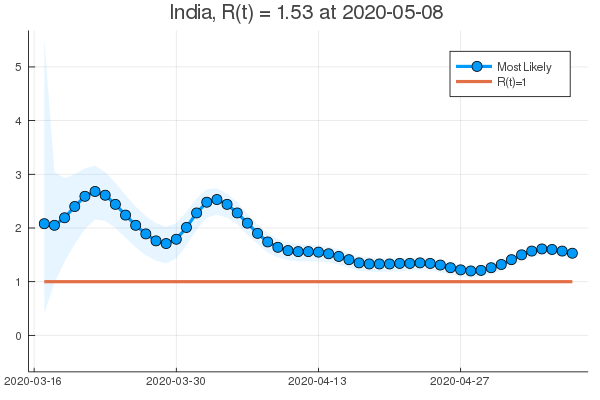 India, R(t) = 1.53 at 2020-05-08
Most Likely
R(t)=1
5
4
3
2
1
0
2020-03-16 2020-03-30 2020-04-13 2020-04-27